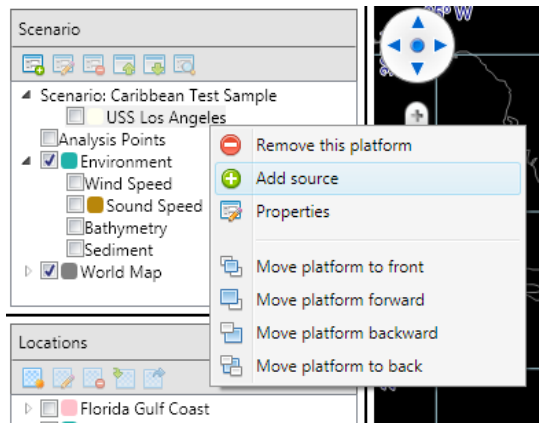 Scenario
Scenario: Caribbean Test Sample
USS Los Angeles
Analysis Points
Environment
Wind Speed
Sound Speed
Bathymetry
Sediment
World Map
Remove this platform
Add source
Properties
Move platform to front
Move platform forward
Move platform backward
Move platform to back
Locations
Florida Gulf Coast